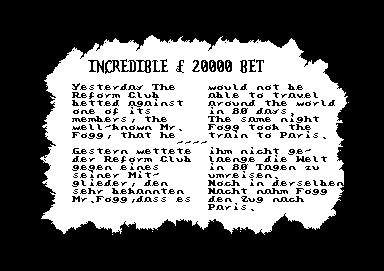 INCREDIBLE £ 20000 BET
Yesterday The
Reform Club
betted against
one of its
members, the
well-known Mr.
Fogg, that he
would not be
able to travel
around the world
in 80 days.
The same night
Fogg took the
train to Paris.
Gestern wettete
der Reform Club
gegen eines
seiner Mit-
glieder, den
sehr bekannten
Mr.Fogg,dass es
ihm nicht ge-
laenge die Welt
in 80 Tagen zu
umreisen.
Noch in derselben
Nacht nahm Fogg
den Zug nach
Paris.